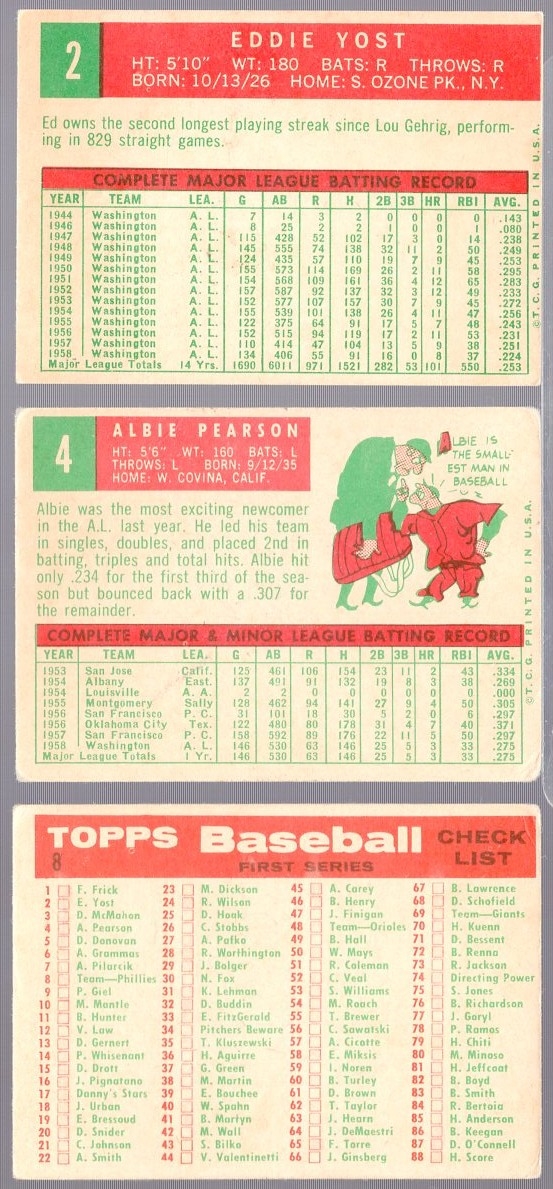 2
EDDIE YOST
HT: 5'10" WT: 180 BATS: R THROWS: R
BORN: 10/13/26 HOME: S. OZONE PK., N.Y.
Ed owns the second longest playing streak since Lou Gehrig, perform-
ing in 829 straight games.
COMPLETE MAJOR LEAGUE BATTING RECORD
YEAR TEAM LEA. G AB R H 2B 3B HR RBI AVG.
1944 Washington A. L. 7 14 3 2 0 0 0 0 .143
1946 Washington A. L. 8 25 2 2 1 0 0 1 .080
1947 Washington A. L. 115 428 52 102 17 3 0 14 .238
1948 Washington A. L. 145 555 74 138 32 11 2 50 .249
1949 Washington A. L. 124 435 57 110 19 7 9 45 .253
1950 Washington A. L. 155 573 114 169 26 2 11 58 .295
1951 Washington A. L. 154 568 109 161 36 4 12 65 .283
1952 Washington A. L. 157 587 92 137 32 3 12 49 .233
1953 Washington A. L. 152 577 107 157 30 7 9 45 .272
1954 Washington A. L. 155 539 101 138 26 4 11 47 .256
1955 Washington A. L. 122 375 64 91 17 5 7 48 .243
1956 Washington A. L. 152 515 94 119 17 2 11 53 .231
1957 Washington A. L. 110 414 47 104 13 5 9 38 .251
1958 Washington A. L. 134 406 55 91 16 0 8 37 .224
Major League Totals 14 Yrs. 1690 6011 971 1521 282 53 101 550 .253
©T.C.G. PRINTED IN U.S.A.
4
ALBIE PEARSON
HT: 5'6" WT: 160 BATS: L
THROWS: L BORN: 9/12/35
HOME: W. COVINA, CALIF.
ALBIE IS
THE SMALL-
EST MAN IN
BASEBALL
Albie was the most exciting newcomer
in the A.L. last year. He led his team
in singles, doubles, and placed 2nd in
batting, triples and total hits. Albie hit
only .234 for the first third of the sea-
son but bounced back with a .307 for
the remainder.
COMPLETE MAJOR & MINOR LEAGUE BATTING RECORD
YEAR TEAM LEA. G AB R H 2B 3B HR RBI AVG.
1953 San Jose Calif. 125 461 106 154 23 11 2 43 .334
1954 Albany East. 137 491 91 132 19 8 3 38 .269
1954 Louisville A. A. 2 2 0 0 0 0 0 0 .000
1955 Montgomery Sally 128 462 94 141 27 9 4 50 .305
1956 San Francisco P. C. 31 101 18 30 5 2 0 6 .297
1956 Oklahoma City Tex. 122 480 80 178 31 4 7 40 .371
1957 San Francisco P. C. 158 592 89 176 22 11 5 50 .297
1958 Washington A. L. 146 530 63 146 25 5 3 33 .275
Major League Totals 1 Yr. 146 530 63 146 25 5 3 33 .275
©T.C.G. PRINTED IN U.S.A.
TOPPS Baseball CHECK LIST
8
FIRST SERIES
1 F. Frick 23 M. Dickson 45 A. Carey 67 B. Lawrence
2 E. Yost 24 R. Wilson 46 B. Henry 68 D. Schofield
3 D. McMahon 25 D. Hoak 47 J. Finigan 69 Team—Giants
4 A. Pearson 26 C. Stobbs 48 Team—Orioles 70 H. Kuenn
5 D. Donovan 27 A. Pafko 49 B. Hall 71 D. Bessent
6 A. Grammas 28 R. Worthington 50 W. Mays 72 B. Renna
7 A. Pilarcik 29 J. Bolger 51 R. Coleman 73 R. Jackson
8 Team—Phillies 30 N. Fox 52 C. Veal 74 Directing Power
9 P. Giel 31 K. Lehman 53 S. Williams 75 S. Jones
10 M. Mantle 32 D. Buddin 54 M. Roach 76 B. Richardson
11 B. Hunter 33 E. FitzGerald 55 T. Brewer 77 J. Goryl
12 V. Law 34 Pitchers Beware 56 C. Sawatski 78 P. Ramos
13 D. Gernert 35 T. Kluszewski 57 A. Cicotte 79 H. Chiti
14 P. Whisenant 36 H. Aguirre 58 E. Miksis 80 M. Minoso
15 D. Drott 37 G. Green 59 I. Noren 81 H. Jeffcoat
16 J. Pignatano 38 M. Martin 60 B. Turley 82 B. Boyd
17 Danny's Stars 39 E. Bouchee 61 D. Brown 83 B. Smith
18 J. Urban 40 W. Spahn 62 T. Taylor 84 R. Bertoia
19 E. Bressoud 41 B. Martyn 63 J. Hearn 85 H. Anderson
20 D. Snider 42 M. Wall 64 J. DeMaestri 86 B. Keegan
21 C. Johnson 43 S. Bilko 65 F. Torre 87 D. O'Connell
22 A. Smith 44 V. Valentinetti 66 J. Ginsberg 88 H. Score